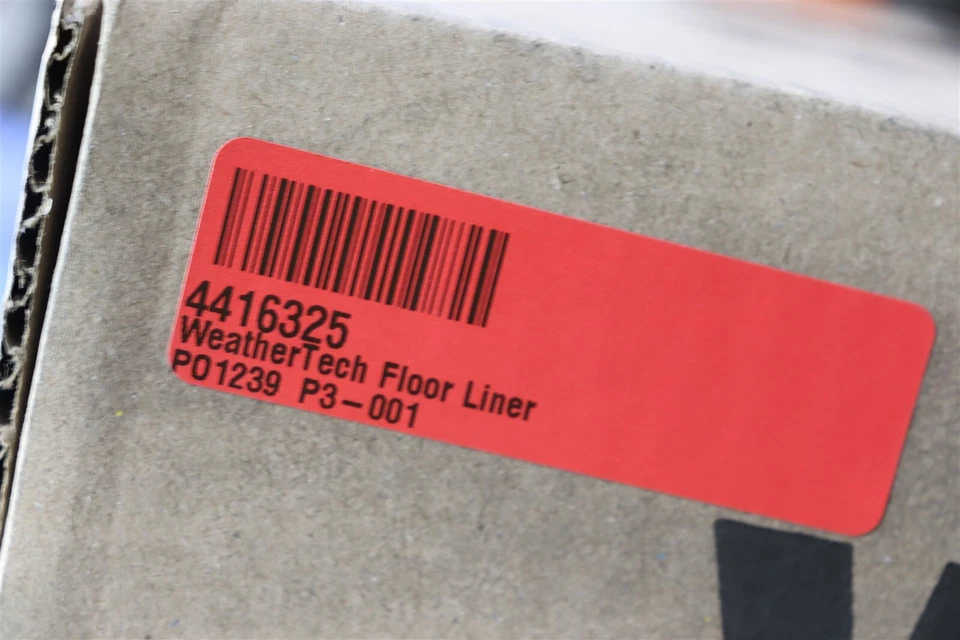 4416325
WeatherTech Floor Liner
PO1239 P3-001